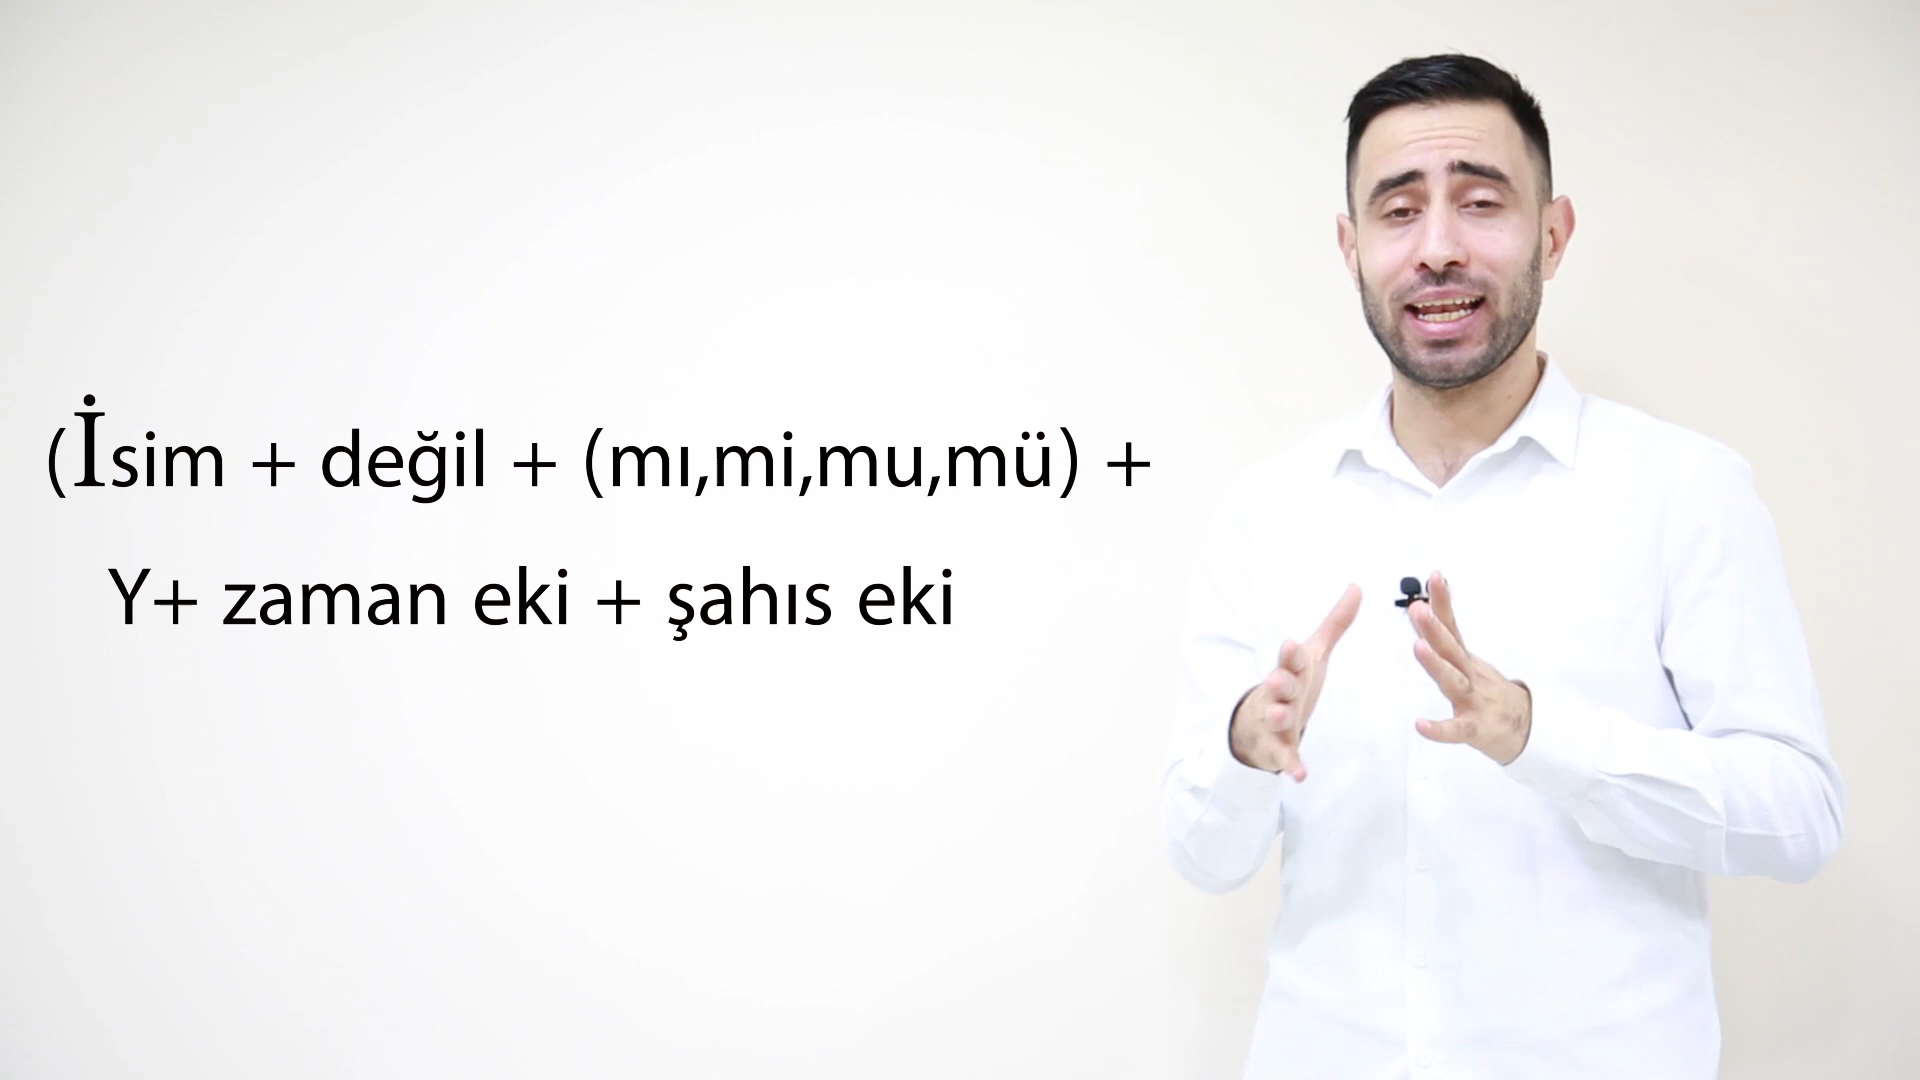 (İsim + değil + (mı,mi,mu,mü) +
Y+ zaman eki + şahıs eki